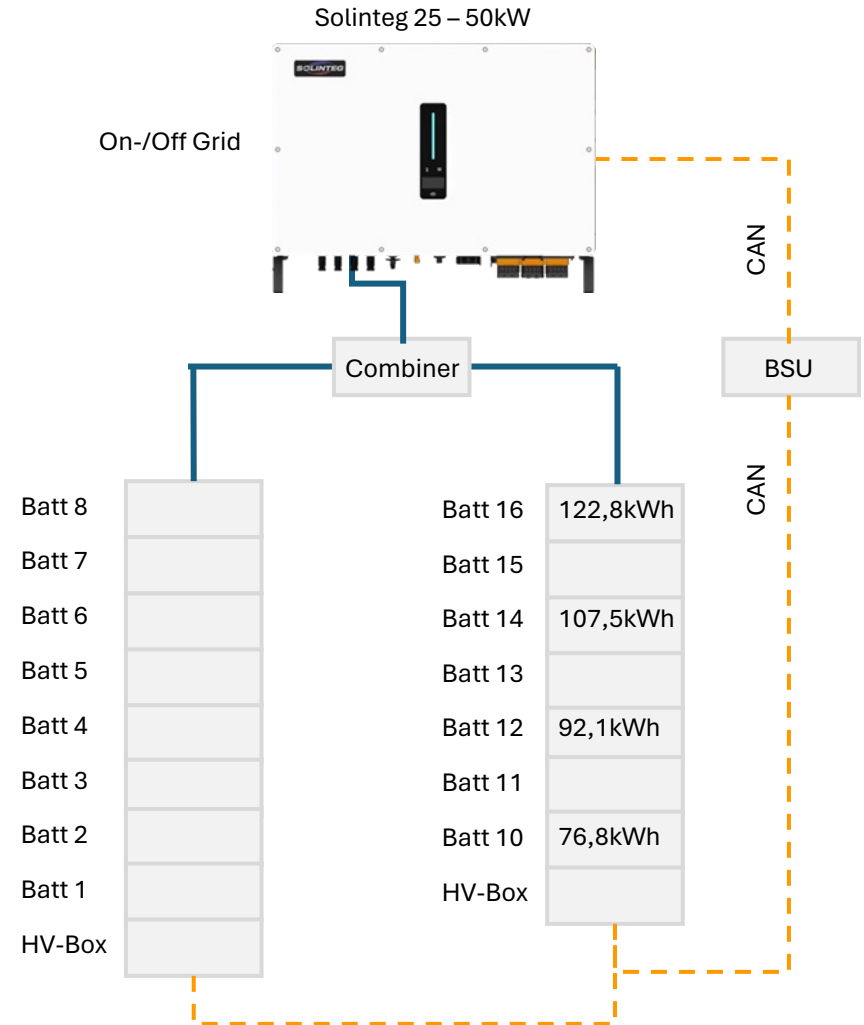 Solinteg 25 – 50kW
SOLINTEG
On-/Off Grid
CAN
Combiner
BSU
CAN
Batt 8
Batt 7
Batt 6
Batt 5
Batt 4
Batt 3
Batt 2
Batt 1
HV-Box
Batt 16 122,8kWh
Batt 15
Batt 14 107,5kWh
Batt 13
Batt 12 92,1kWh
Batt 11
Batt 10 76,8kWh
HV-Box